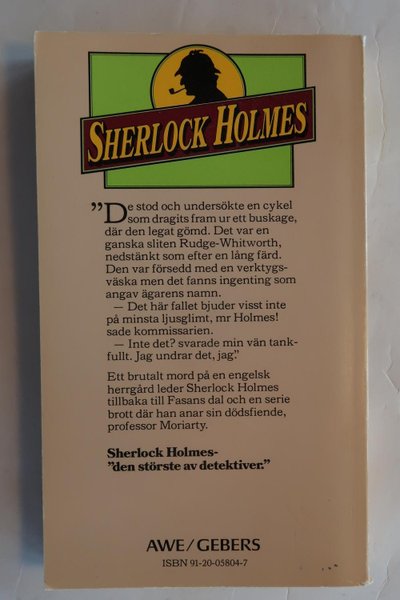 SHERLOCK HOLMES
”De stod och undersökte en cykel
som dragits fram ur ett buskage,
där den legat gömd. Det var en
ganska sliten Rudge-Whitworth,
nedstänkt som efter en lång färd.
Den var försedd med en verktygs-
väska men det fanns ingenting som
angav ägarens namn.
— Det här fallet bjuder visst inte
på minsta ljusglimt, mr Holmes!
sade kommissarien.
— Inte det? svarade min vän tank-
fullt. Jag undrar det, jag.”
Ett brutalt mord på en engelsk
herrgård leder Sherlock Holmes
tillbaka till Fasans dal och en serie
brott där han anar sin dödsfiende,
professor Moriarty.
Sherlock Holmes-
”den störste av detektiver.”
AWE/GEBERS
ISBN 91-20-05804-7